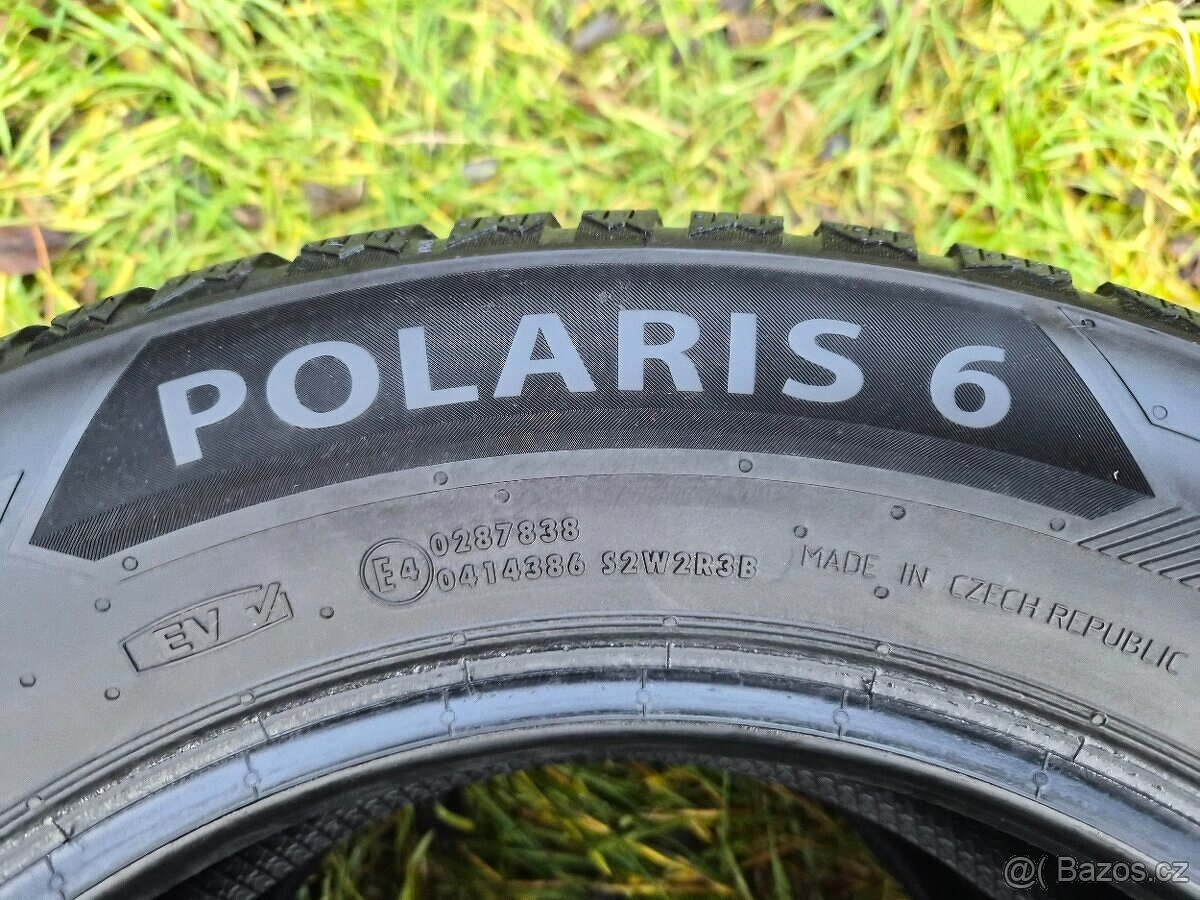 POLARIS 6
E4 0287838
0414386 S2W2R3B
MADE IN CZECH REPUBLIC
EV
@( Bazos.cz